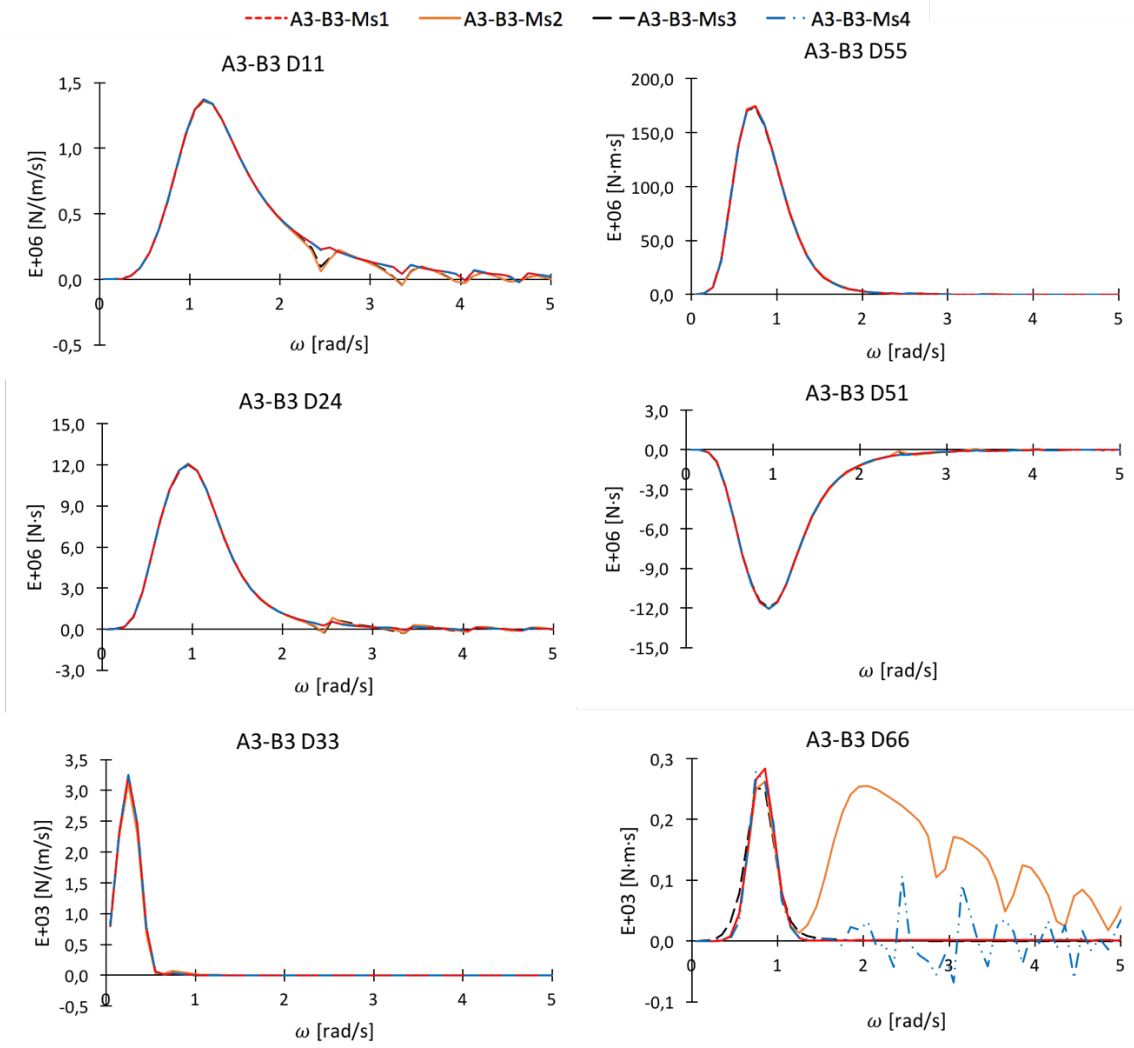 A3-B3-Ms1 A3-B3-Ms2 A3-B3-Ms3 A3-B3-Ms4
A3-B3 D11
E+06 [N/(m/s)]
1,5
1,0
0,5
0,0
-0,5
0 1 2 3 4 5
ω [rad/s]
A3-B3 D55
E+06 [N·m·s]
200,0
150,0
100,0
50,0
0,0
0 1 2 3 4 5
ω [rad/s]
A3-B3 D24
E+06 [N·s]
15,0
12,0
9,0
6,0
3,0
0,0
-3,0
0 1 2 3 4 5
ω [rad/s]
A3-B3 D51
E+06 [N·s]
3,0
0,0
-3,0
-6,0
-9,0
-12,0
-15,0
0 1 2 3 4 5
ω [rad/s]
A3-B3 D33
E+03 [N/(m/s)]
3,5
3,0
2,5
2,0
1,5
1,0
0,5
0,0
-0,5
0 1 2 3 4 5
ω [rad/s]
A3-B3 D66
E+03 [N·m·s]
0,3
0,2
0,1
0,0
-0,1
0 1 2 3 4 5
ω [rad/s]